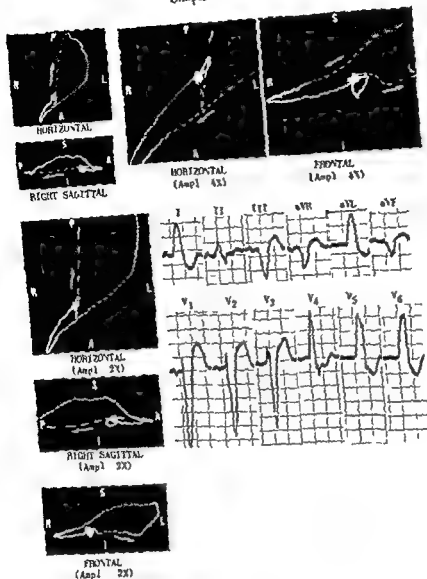 P
R
L
A
HORIZONTAL
S
P
A
I
RIGHT SAGITTAL
P
R
L
A
HORIZONTAL
(Ampl 4X)
S
R
L
I
FRONTAL
(Ampl 4X)
P
R
L
A
HORIZONTAL
(Ampl 2X)
S
P
A
I
RIGHT SAGITTAL
(Ampl 2X)
S
R
L
I
FRONTAL
(Ampl 2X)
I II III aVR aVL aVF
V1 V2 V3 V4 V5 V6